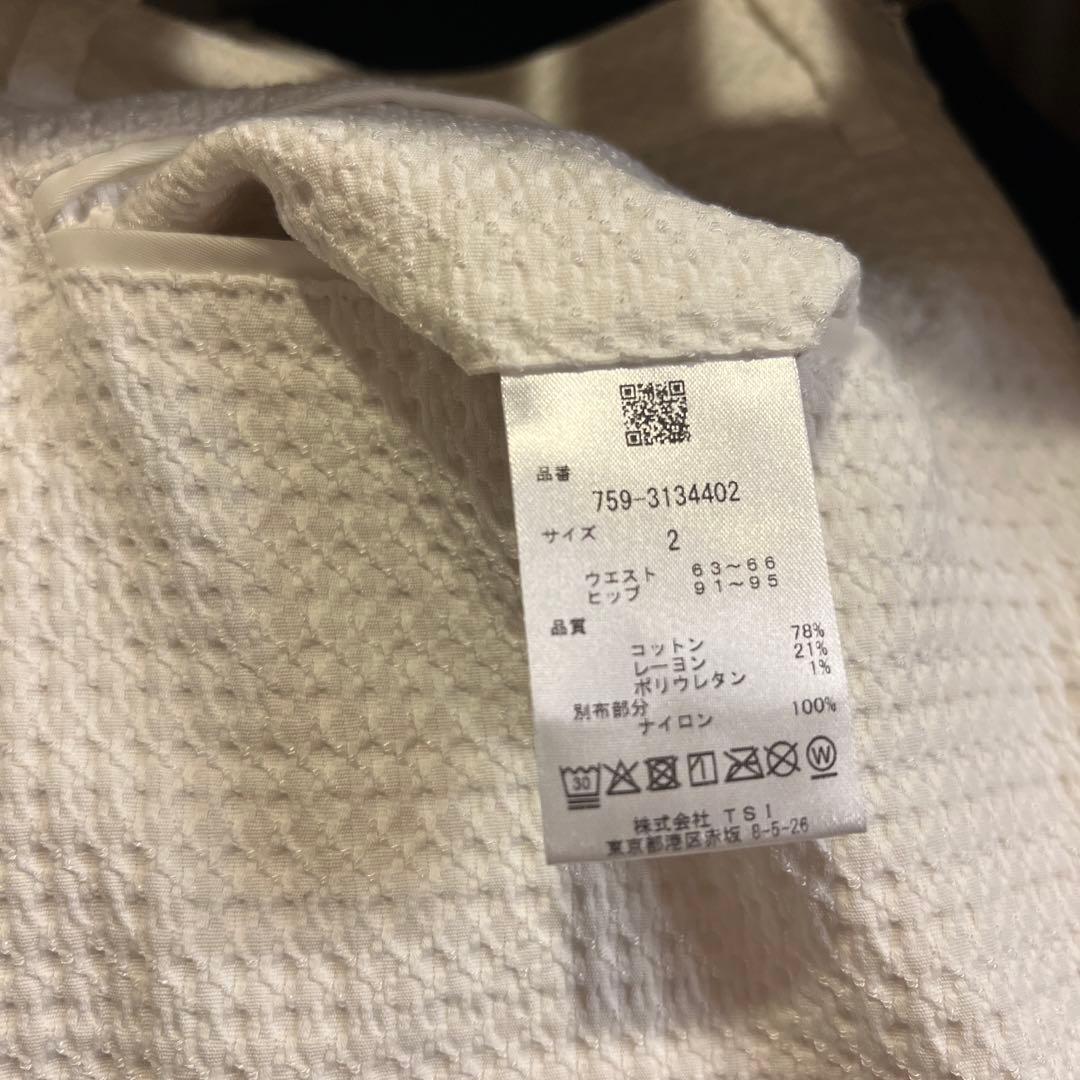 品番
759-3134402
サイズ
2
ウエスト 63～66
ヒップ 91～95
品質
コットン 78%
レーヨン 21%
ポリウレタン 1%
別布部分
ナイロン 100%
30 1 W
株式会社 TSI
東京都港区赤坂 8-5-26